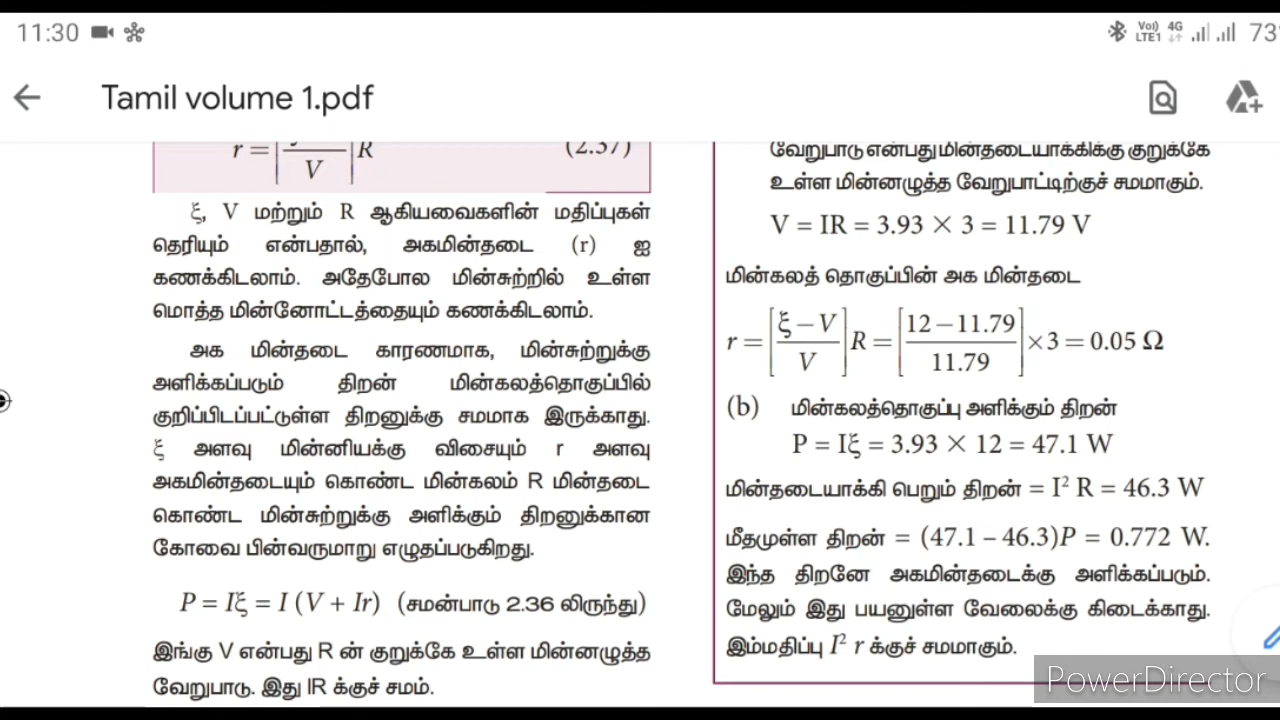 11:30
Vo) LTE1 4G 73
Tamil volume 1.pdf
r = V R (2.37)
ξ, V மற்றும் R ஆகியவைகளின் மதிப்புகள்
தெரியும் என்பதால், அகமின்தடை (r) ஐ
கணக்கிடலாம். அதேபோல மின்சுற்றில் உள்ள
மொத்த மின்னோட்டத்தையும் கணக்கிடலாம்.
அக மின்தடை காரணமாக, மின்சுற்றுக்கு
அளிக்கப்படும் திறன் மின்கலத்தொகுப்பில்
குறிப்பிடப்பட்டுள்ள திறனுக்கு சமமாக இருக்காது.
ξ அளவு மின்னியக்கு விசையும் r அளவு
அகமின்தடையும் கொண்ட மின்கலம் R மின்தடை
கொண்ட மின்சுற்றுக்கு அளிக்கும் திறனுக்கான
கோவை பின்வருமாறு எழுதப்படுகிறது.
P = Iξ = I (V + Ir) (சமன்பாடு 2.36 லிருந்து)
இங்கு V என்பது R ன் குறுக்கே உள்ள மின்னழுத்த
வேறுபாடு. இது IR க்குச் சமம்.
வேறுபாடு என்பது மின்தடையாக்கிக்கு குறுக்கே
உள்ள மின்னழுத்த வேறுபாட்டிற்குச் சமமாகும்.
V = IR = 3.93 × 3 = 11.79 V
மின்கலத் தொகுப்பின் அக மின்தடை
r = [ξ – V / V] R = [12 – 11.79 / 11.79] × 3 = 0.05 Ω
(b) மின்கலத்தொகுப்பு அளிக்கும் திறன்
P = Iξ = 3.93 × 12 = 47.1 W
மின்தடையாக்கி பெறும் திறன் = I² R = 46.3 W
மீதமுள்ள திறன் = (47.1 – 46.3)P = 0.772 W.
இந்த திறனே அகமின்தடைக்கு அளிக்கப்படும்.
மேலும் இது பயனுள்ள வேலைக்கு கிடைக்காது.
இம்மதிப்பு I² r க்குச் சமமாகும்.
PowerDirector